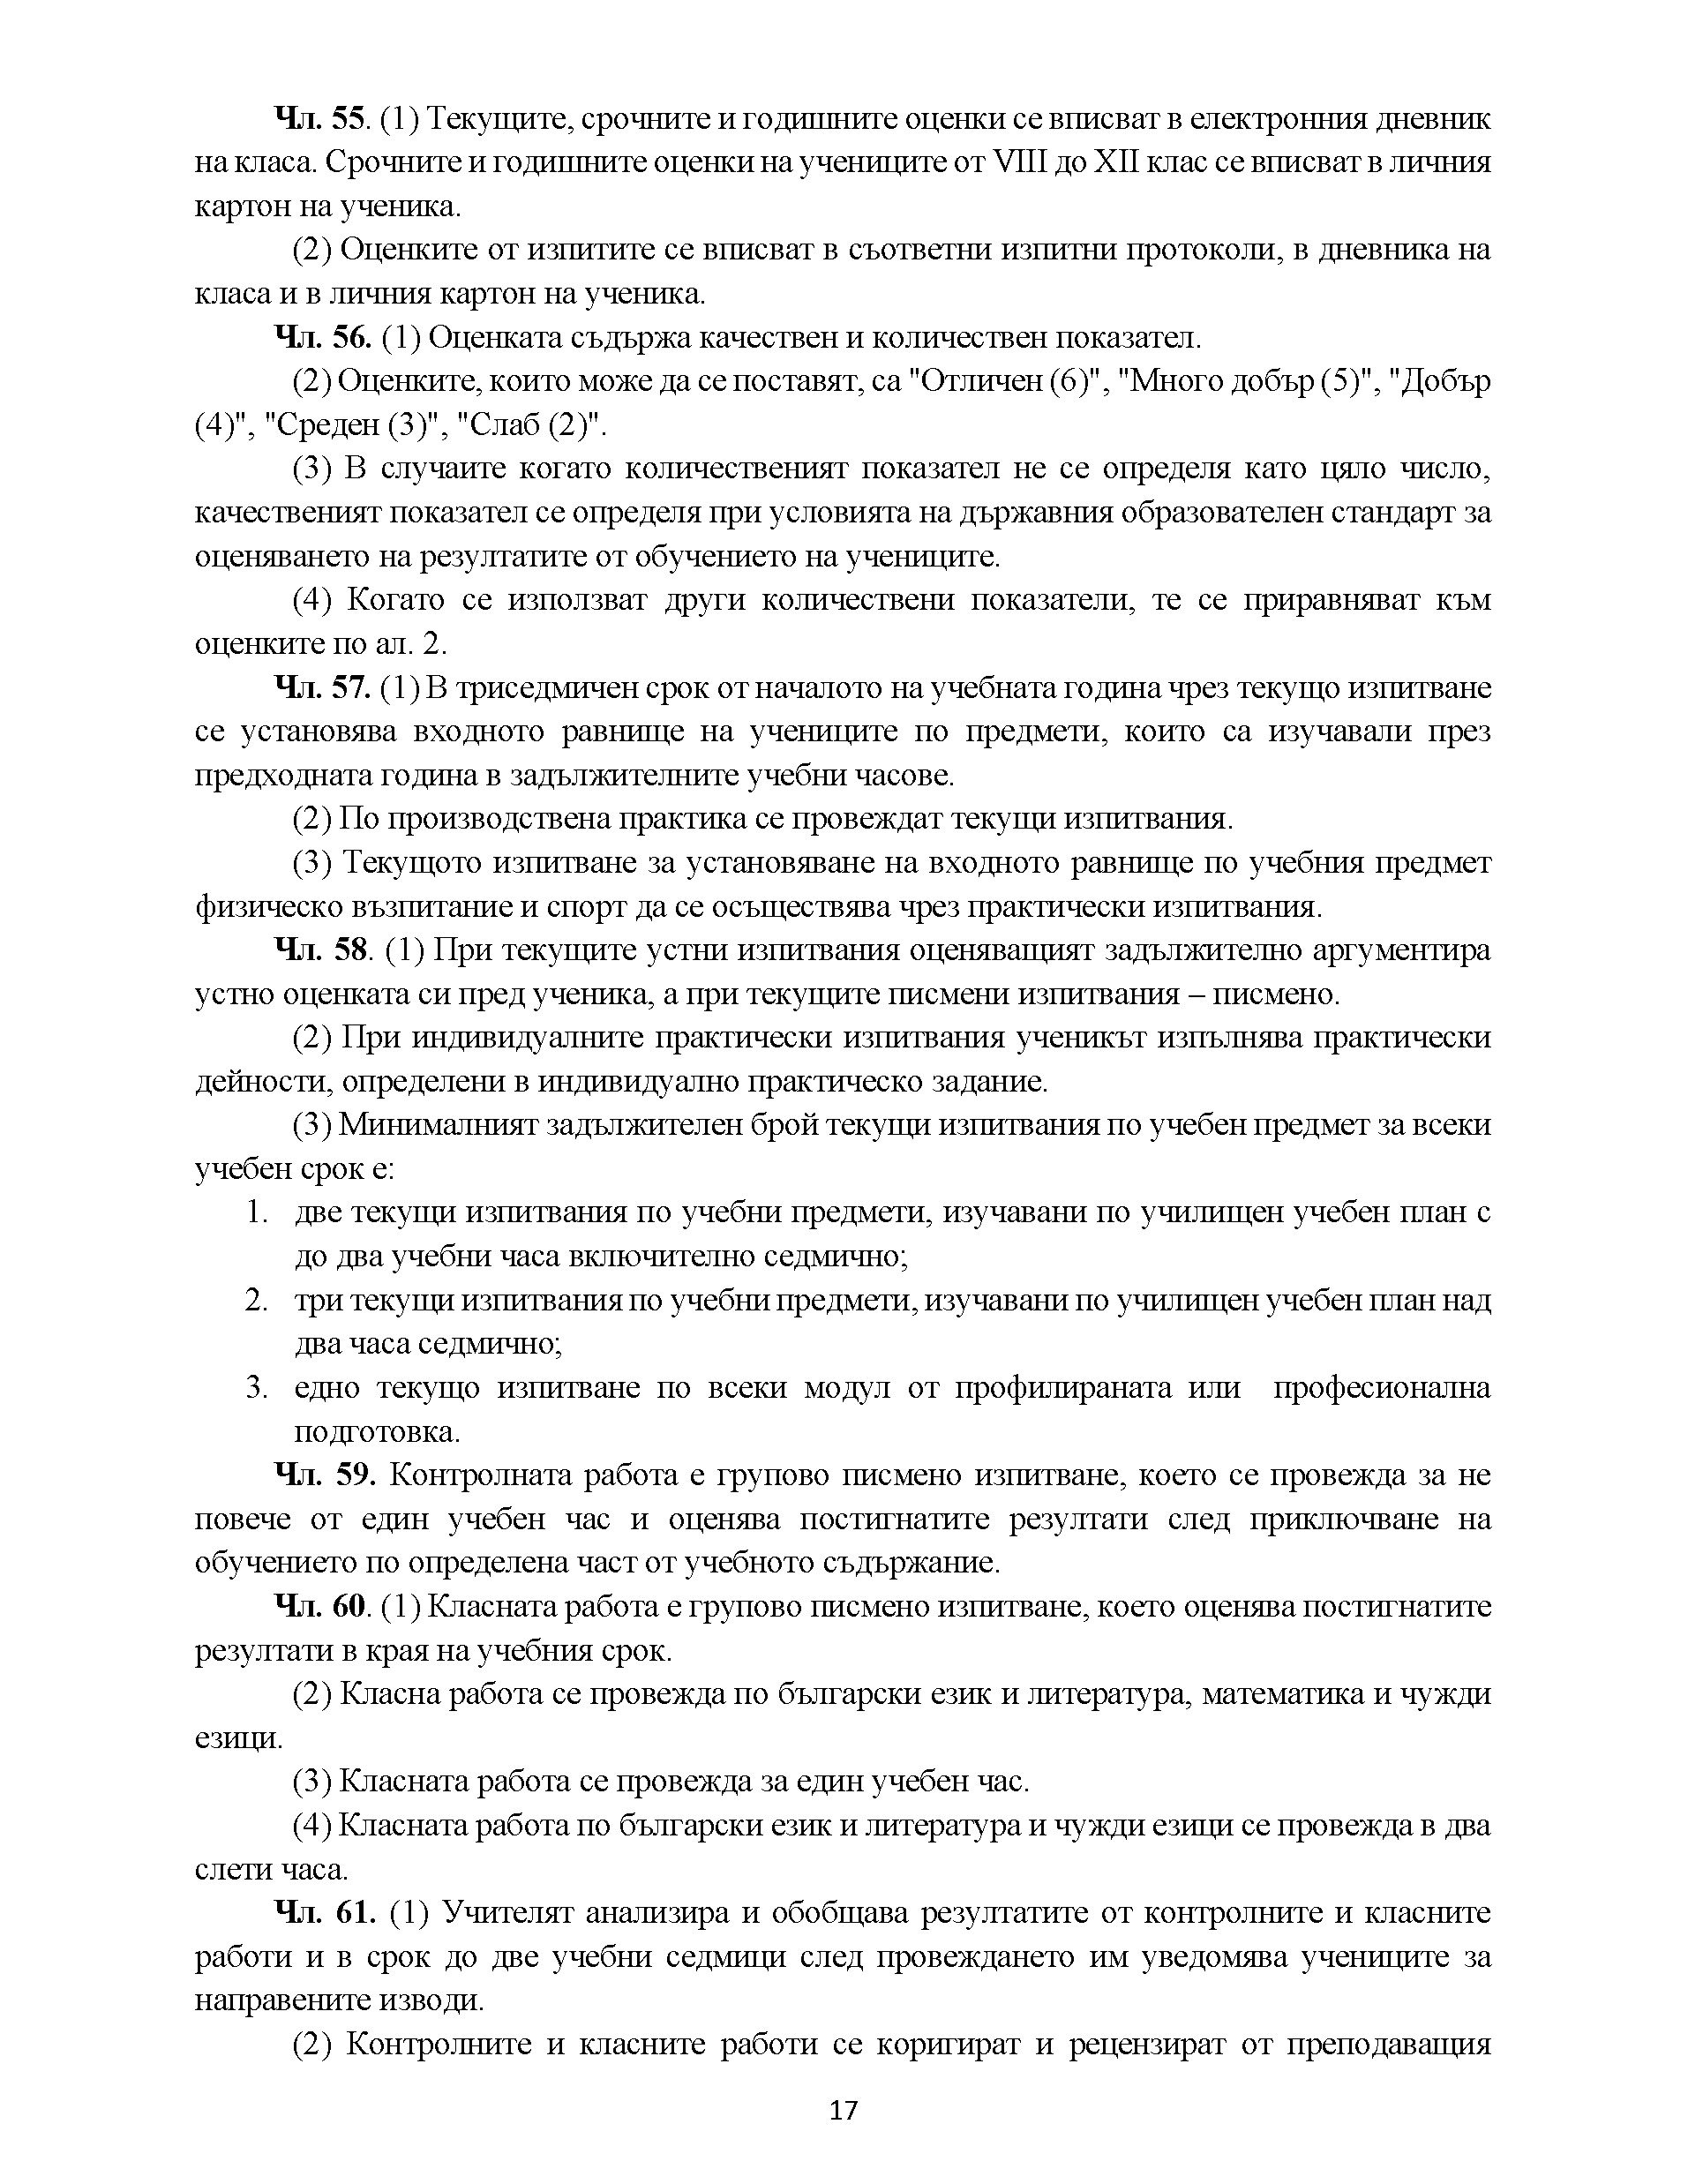 Чл. 55. (1) Текущите, срочните и годишните оценки се вписват в електронния дневник
на класа. Срочните и годишните оценки на учениците от VIII до XII клас се вписват в личния
картон на ученика.
(2) Оценките от изпитите се вписват в съответни изпитни протоколи, в дневника на
класа и в личния картон на ученика.
Чл. 56. (1) Оценката съдържа качествен и количествен показател.
(2) Оценките, които може да се поставят, са "Отличен (6)", "Много добър (5)", "Добър
(4)", "Среден (3)", "Слаб (2)".
(3) В случаите когато количественият показател не се определя като цяло число,
качественият показател се определя при условията на държавния образователен стандарт за
оценяването на резултатите от обучението на учениците.
(4) Когато се използват други количествени показатели, те се приравняват към
оценките по ал. 2.
Чл. 57. (1) В триседмичен срок от началото на учебната година чрез текущо изпитване
се установява входното равнище на учениците по предмети, които са изучавали през
предходната година в задължителните учебни часове.
(2) По производствена практика се провеждат текущи изпитвания.
(3) Текущото изпитване за установяване на входното равнище по учебния предмет
физическо възпитание и спорт да се осъществява чрез практически изпитвания.
Чл. 58. (1) При текущите устни изпитвания оценяващият задължително аргументира
устно оценката си пред ученика, а при текущите писмени изпитвания – писмено.
(2) При индивидуалните практически изпитвания ученикът изпълнява практически
дейности, определени в индивидуално практическо задание.
(3) Минималният задължителен брой текущи изпитвания по учебен предмет за всеки
учебен срок е:
1. две текущи изпитвания по учебни предмети, изучавани по училищен учебен план с
до два учебни часа включително седмично;
2. три текущи изпитвания по учебни предмети, изучавани по училищен учебен план над
два часа седмично;
3. едно текущо изпитване по всеки модул от профилираната или професионална
подготовка.
Чл. 59. Контролната работа е групово писмено изпитване, което се провежда за не
повече от един учебен час и оценява постигнатите резултати след приключване на
обучението по определена част от учебното съдържание.
Чл. 60. (1) Класната работа е групово писмено изпитване, което оценява постигнатите
резултати в края на учебния срок.
(2) Класна работа се провежда по български език и литература, математика и чужди
езици.
(3) Класната работа се провежда за един учебен час.
(4) Класната работа по български език и литература и чужди езици се провежда в два
слети часа.
Чл. 61. (1) Учителят анализира и обобщава резултатите от контролните и класните
работи и в срок до две учебни седмици след провеждането им уведомява учениците за
направените изводи.
(2) Контролните и класните работи се коригират и рецензират от преподаващия
17